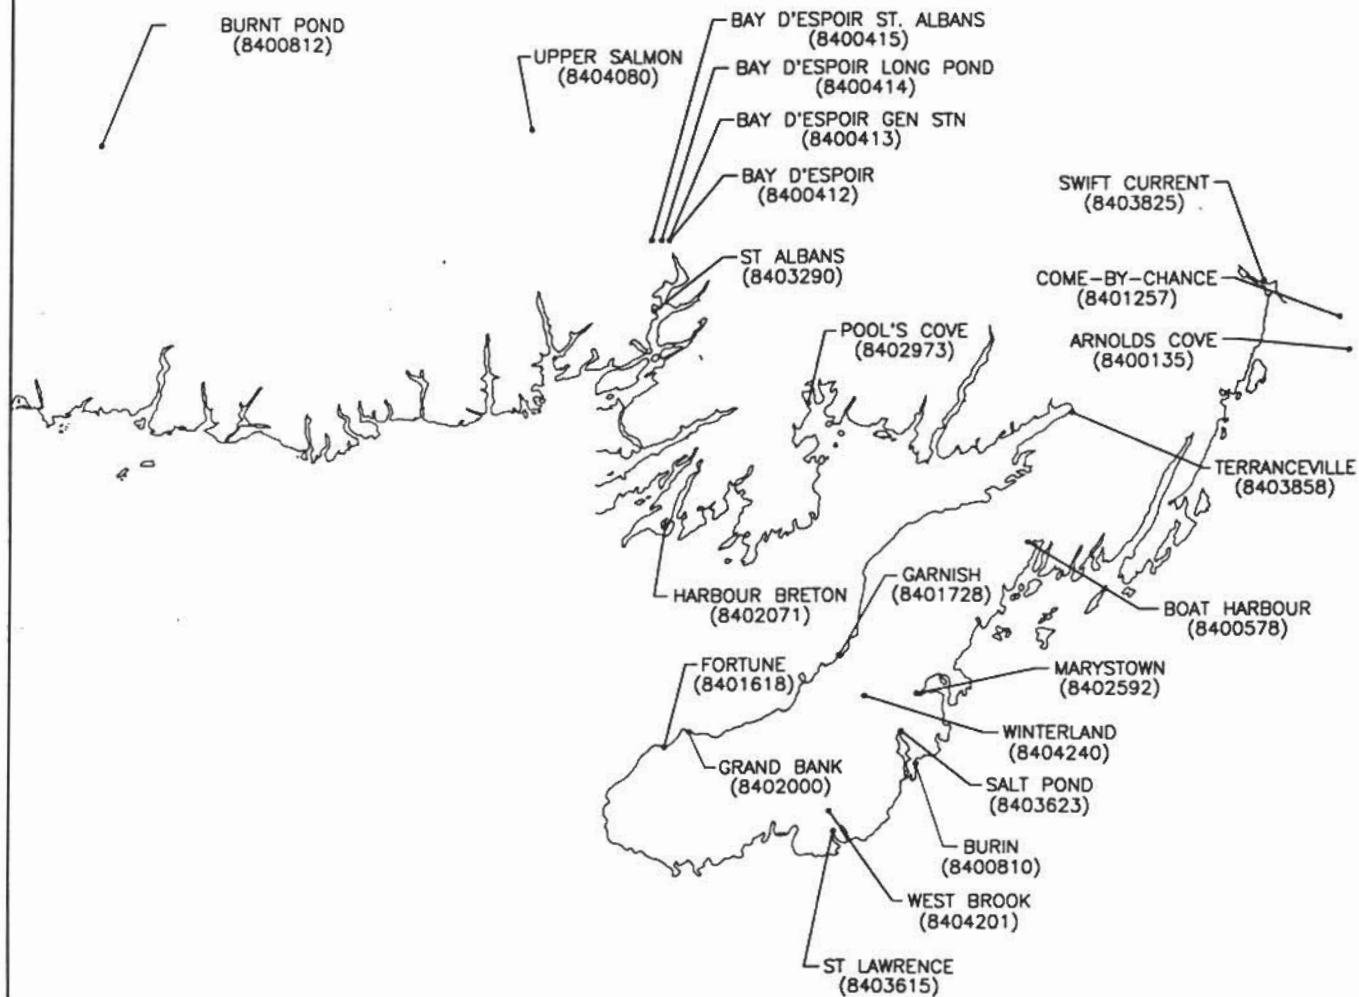 BURNT POND
(8400812)
UPPER SALMON
(8404080)
BAY D'ESPOIR ST. ALBANS
(8400415)
BAY D'ESPOIR LONG POND
(8400414)
BAY D'ESPOIR GEN STN
(8400413)
BAY D'ESPOIR
(8400412)
SWIFT CURRENT
(8403825)
ST ALBANS
(8403290)
COME-BY-CHANCE
(8401257)
POOL'S COVE
(8402973)
ARNOLDS COVE
(8400135)
TERRANCEVILLE
(8403858)
GARNISH
(8401728)
HARBOUR BRETON
(8402071)
BOAT HARBOUR
(8400578)
FORTUNE
(8401618)
MARYSTOWN
(8402592)
WINTERLAND
(8404240)
GRAND BANK
(8402000)
SALT POND
(8403623)
BURIN
(8400810)
WEST BROOK
(8404201)
ST LAWRENCE
(8403615)